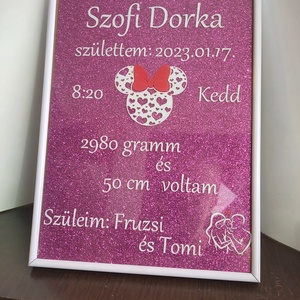 Szofi Dorka
születtem: 2023.01.17.
8:20 Kedd
2980 gramm
és
50 cm voltam
Szüleim: Fruzsi
és Tomi